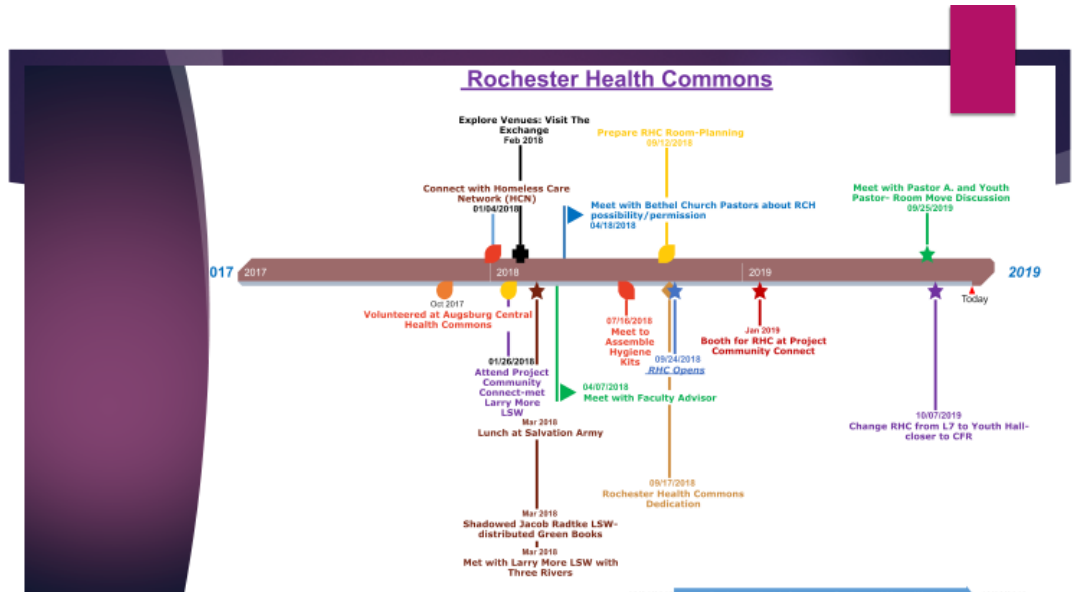 Rochester Health Commons
Explore Venues: Visit The
Exchange
Feb 2018
Prepare RHC Room-Planning
09/12/2018
Connect with Homeless Care
Network (HCN)
01/04/2018
Meet with Bethel Church Pastors about RCH
possibility/permission
04/18/2018
Meet with Pastor A. and Youth
Pastor- Room Move Discussion
09/25/2019
017
2017
2018
2019
2019
Today
Oct 2017
Volunteered at Augsburg Central
Health Commons
01/26/2018
Attend Project
Community
Connect-met
Larry More
LSW
Mar 2018
Lunch at Salvation Army
04/07/2018
Meet with Faculty Advisor
07/16/2018
Meet to
Assemble
Hygiene
Kits
09/24/2018
RHC Opens
Jan 2019
Booth for RHC at Project
Community Connect
10/07/2019
Change RHC from L7 to Youth Hall-
closer to CFR
09/17/2018
Rochester Health Commons
Dedication
Mar 2018
Shadowed Jacob Radtke LSW-
distributed Green Books
Mar 2018
Met with Larry More LSW with
Three Rivers